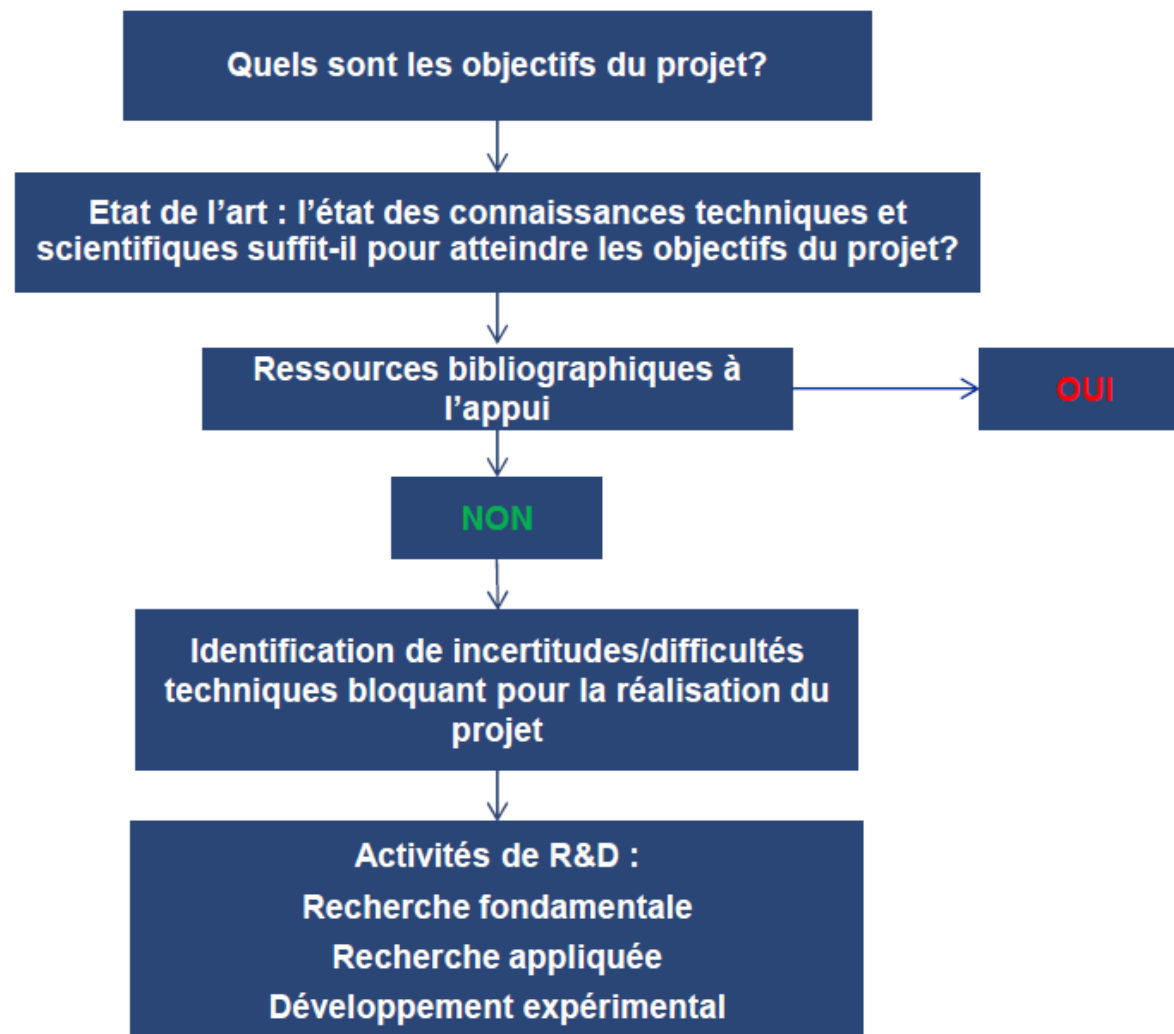 Quels sont les objectifs du projet?
Etat de l’art : l’état des connaissances techniques et
scientifiques suffit-il pour atteindre les objectifs du projet?
Ressources bibliographiques à
l’appui
OUI
NON
Identification de incertitudes/difficultés
techniques bloquant pour la réalisation du
projet
Activités de R&D :
Recherche fondamentale
Recherche appliquée
Développement expérimental